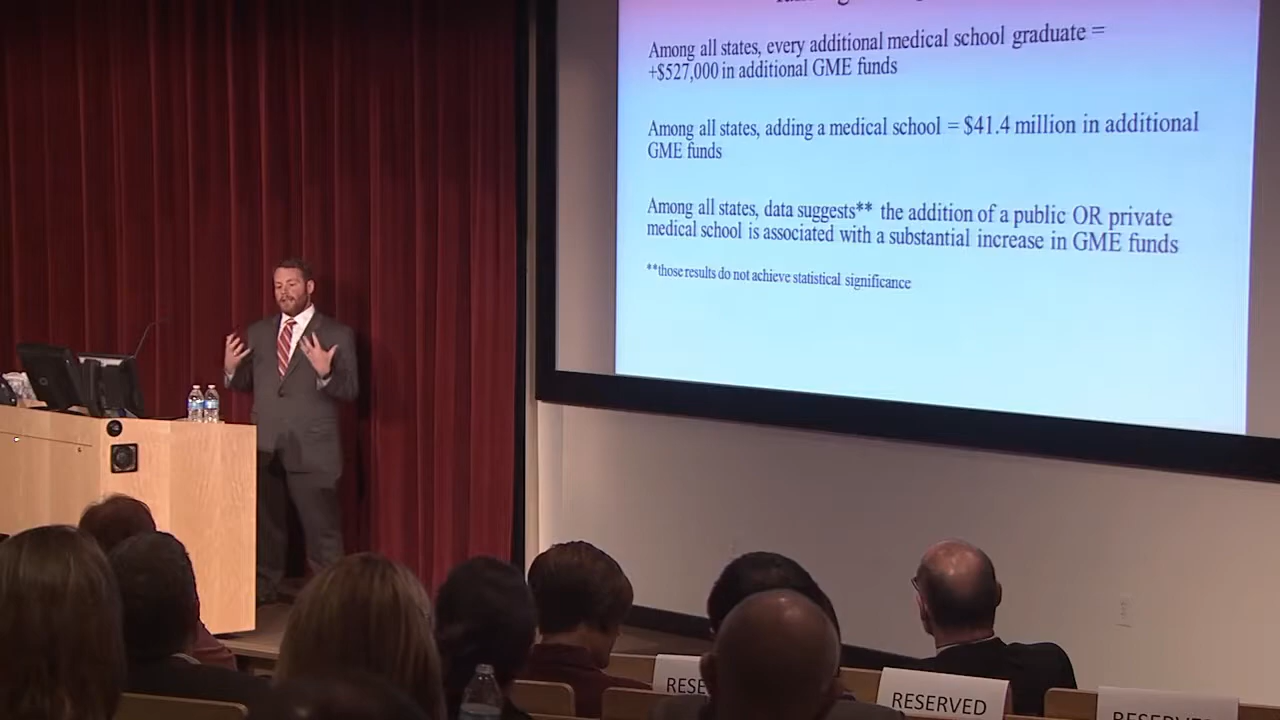 Among all states, every additional medical school graduate =
+$527,000 in additional GME funds
Among all states, adding a medical school = $41.4 million in additional
GME funds
Among all states, data suggests** the addition of a public OR private
medical school is associated with a substantial increase in GME funds
**those results do not achieve statistical significance
RESE
RESERVED
RESERVED